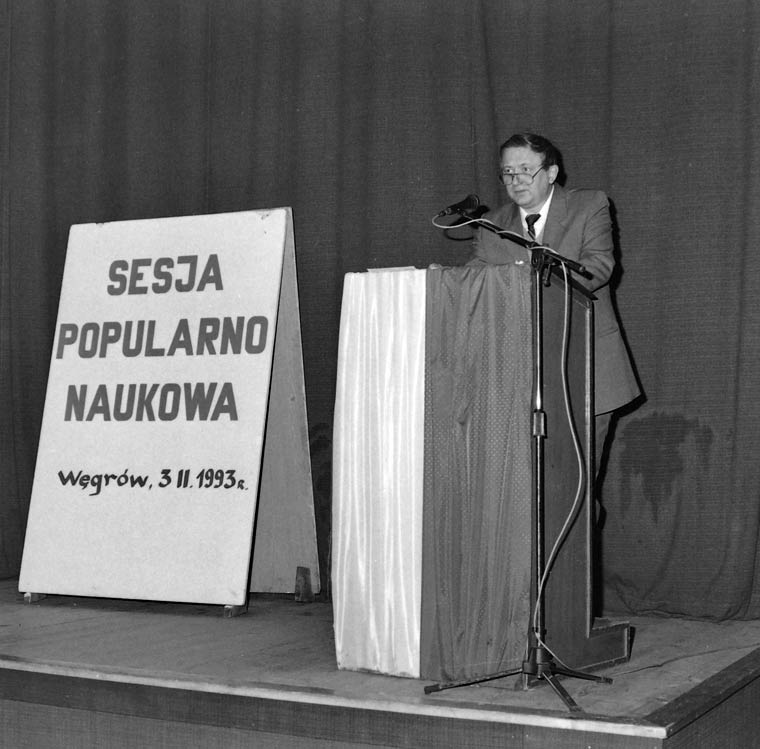 SESJA
POPULARNO
NAUKOWA
Węgrów, 3 II. 1993 r.